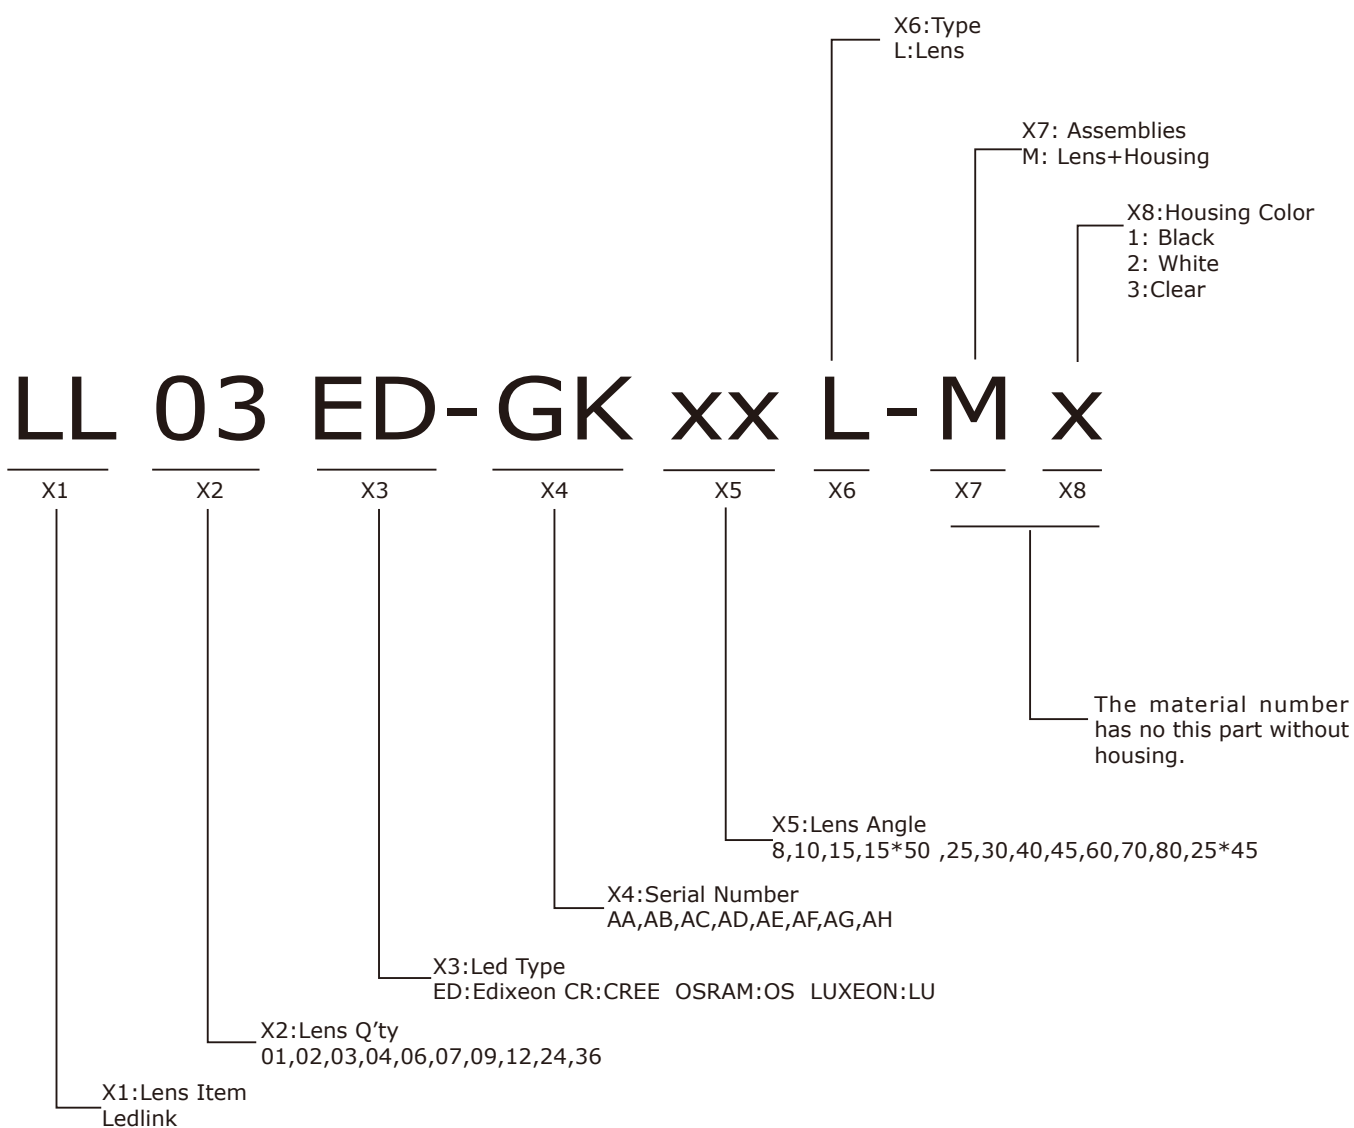 X6:Type
L:Lens
X7: Assemblies
M: Lens+Housing
X8:Housing Color
1: Black
2: White
3:Clear
LL 03 ED-GK xx L-M x
X1 X2 X3 X4 X5 X6 X7 X8
The material number
has no this part without
housing.
X5:Lens Angle
8,10,15,15*50 ,25,30,40,45,60,70,80,25*45
X4:Serial Number
AA,AB,AC,AD,AE,AF,AG,AH
X3:Led Type
ED:Edixeon CR:CREE OSRAM:OS LUXEON:LU
X2:Lens Q’ty
01,02,03,04,06,07,09,12,24,36
X1:Lens Item
Ledlink